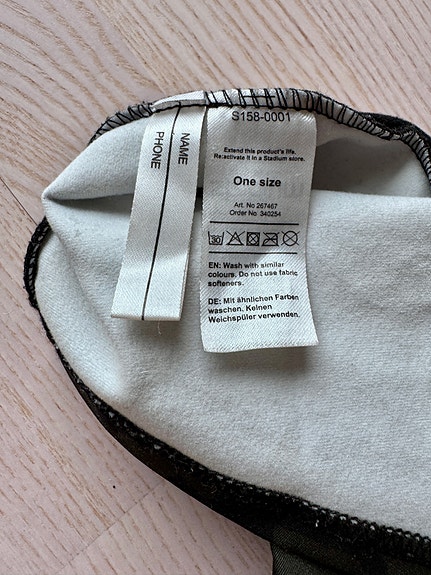 NAME
PHONE
S158-0001
Extend this product's life.
Re:activate it in a Stadium store.
One size
Art. No 267467
Order No 340254
30
EN: Wash with similar
colours. Do not use fabric
softeners.
DE: Mit ähnlichen Farben
waschen. Keinen
Weichspüler verwenden.